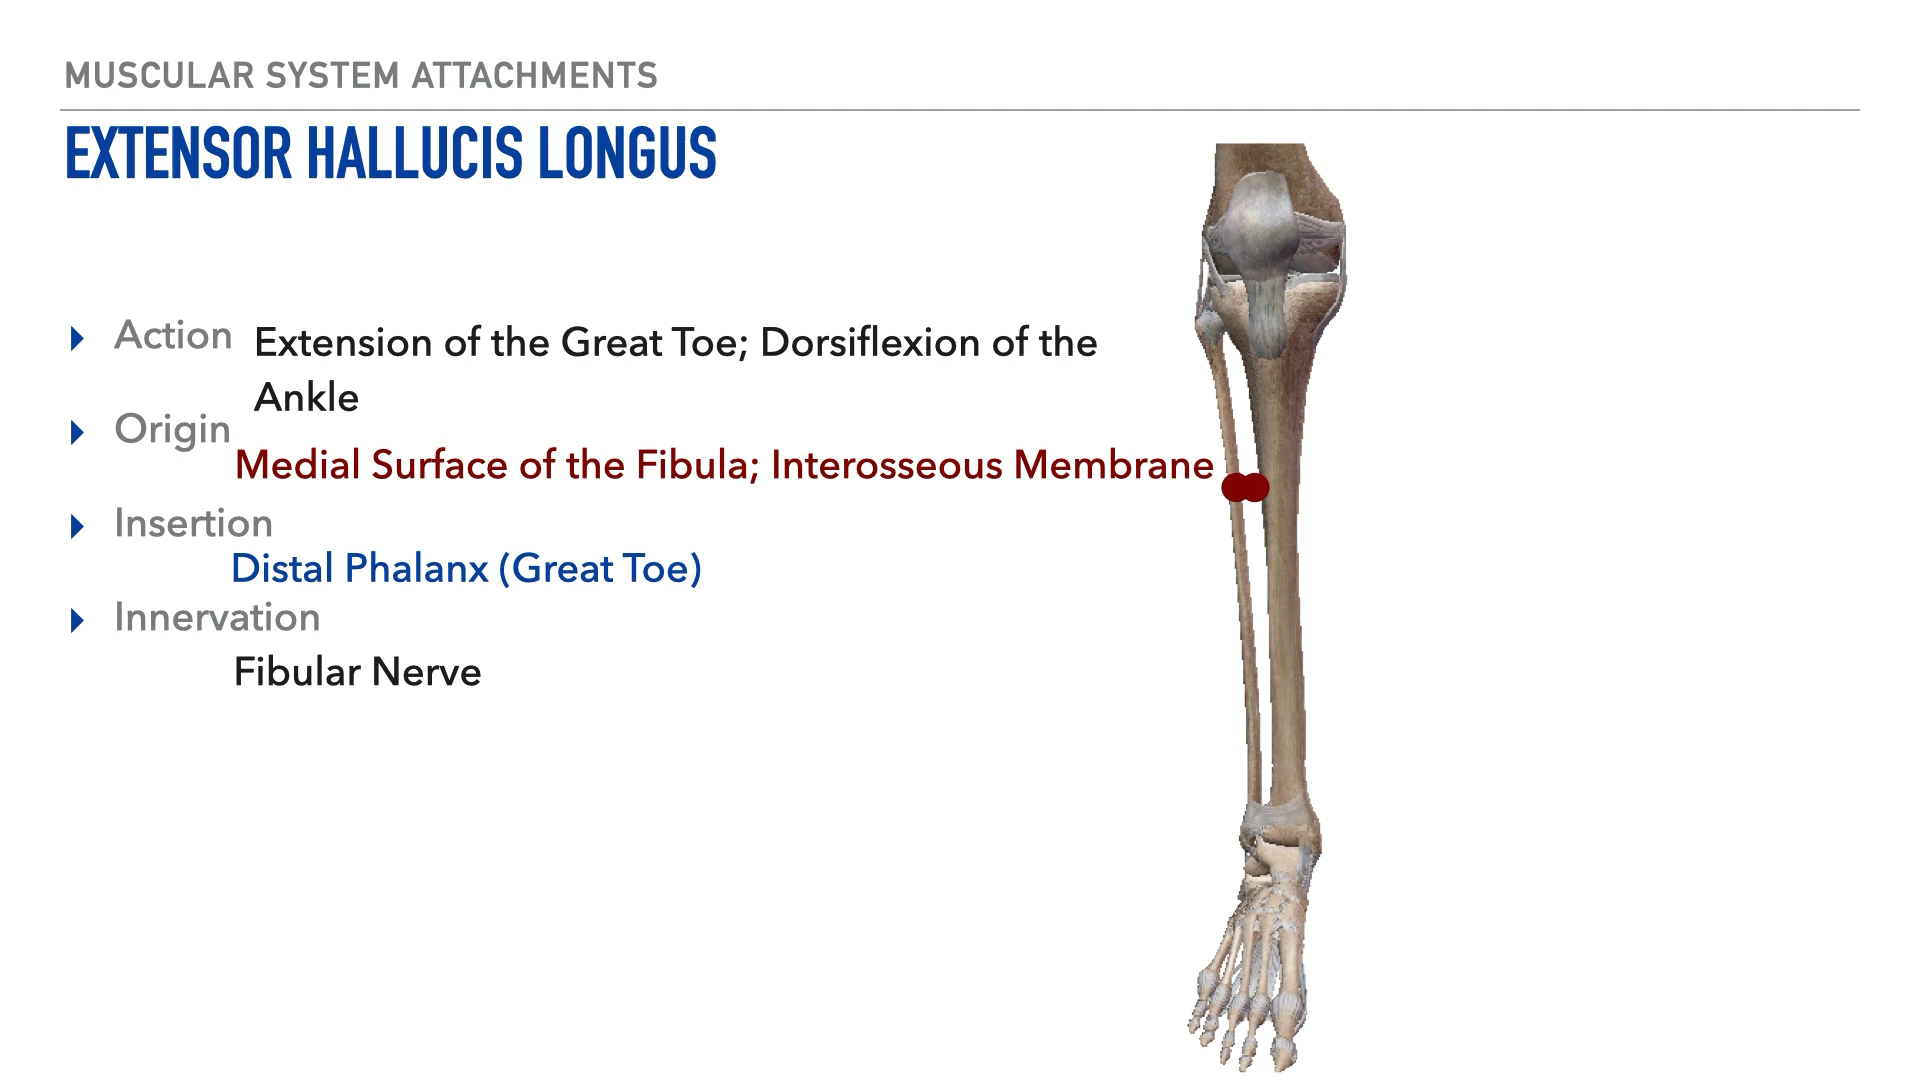 MUSCULAR SYSTEM ATTACHMENTS
EXTENSOR HALLUCIS LONGUS
Action
Extension of the Great Toe; Dorsiflexion of the
Ankle
Origin
Medial Surface of the Fibula; Interosseous Membrane
Insertion
Distal Phalanx (Great Toe)
Innervation
Fibular Nerve